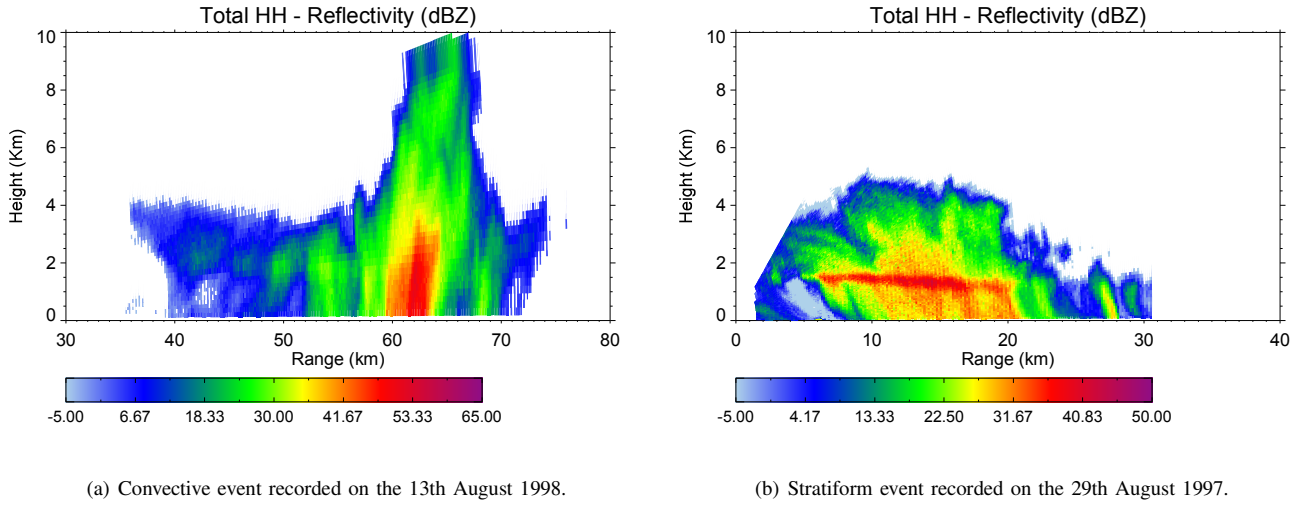 Total HH - Reflectivity (dBZ)
10
8
6
4
2
0
Height (Km)
30 40 50 60 70 80
Range (km)
-5.00 6.67 18.33 30.00 41.67 53.33 65.00
(a) Convective event recorded on the 13th August 1998.
Total HH - Reflectivity (dBZ)
10
8
6
4
2
0
Height (Km)
0 10 20 30 40
Range (km)
-5.00 4.17 13.33 22.50 31.67 40.83 50.00
(b) Stratiform event recorded on the 29th August 1997.